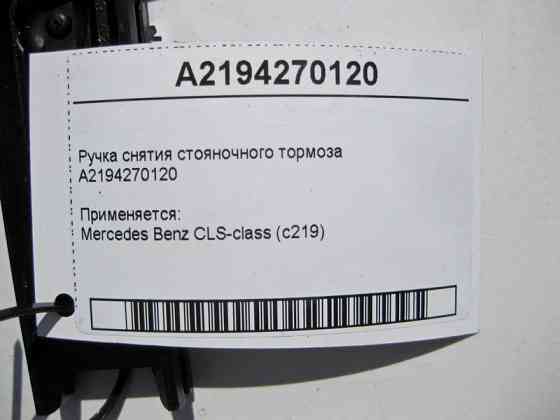 A2194270120
Ручка снятия стояночного тормоза
A2194270120
Применяется:
Mercedes Benz CLS-class (c219)